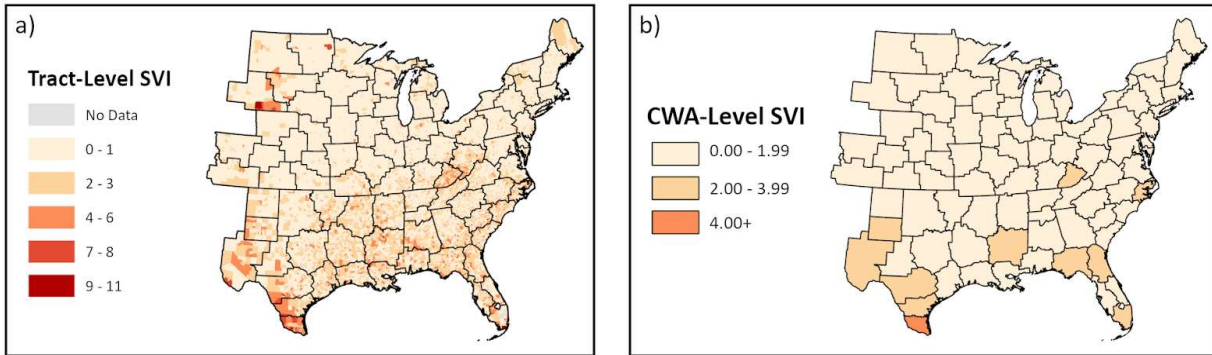 a)
Tract-Level SVI
No Data
0 - 1
2 - 3
4 - 6
7 - 8
9 - 11
b)
CWA-Level SVI
0.00 - 1.99
2.00 - 3.99
4.00+